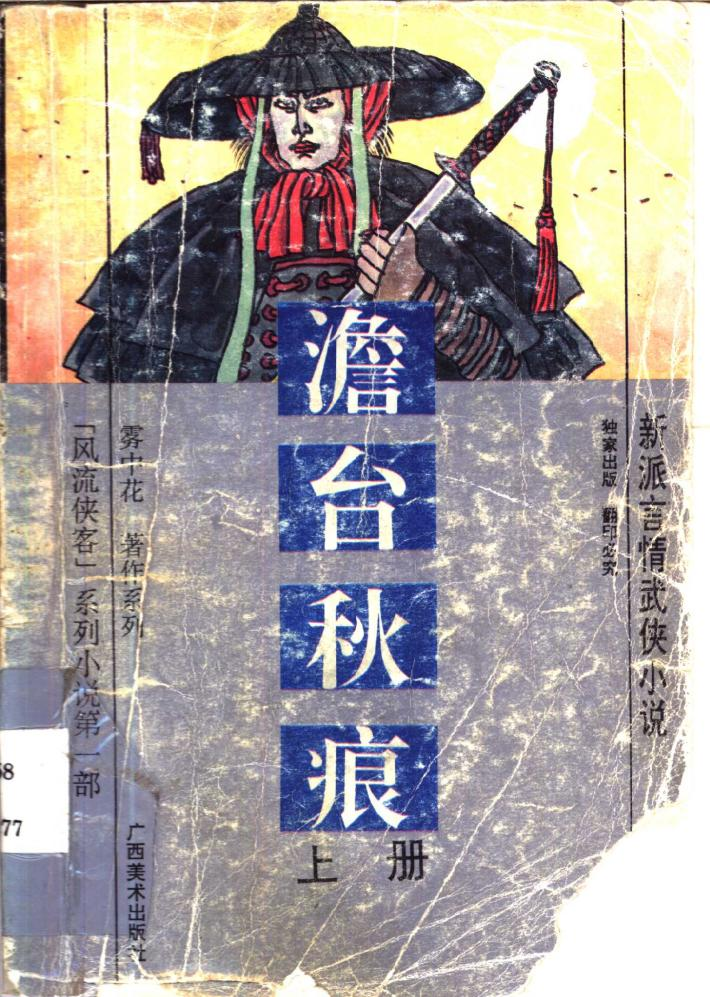 新派言情武侠小说
独家出版 翻印必究
澹台秋痕
上册
雾中花 著作系列
「风流侠客」系列小说第一部
广西美术出版社
68
77